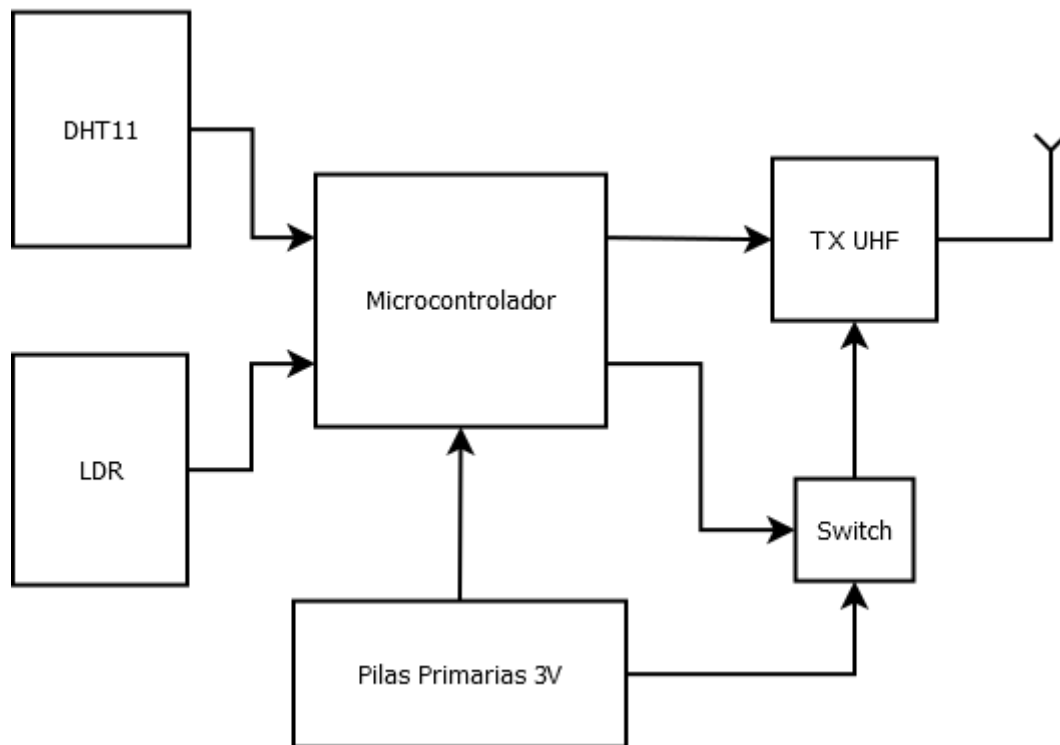 DHT11
Microcontrolador
TX UHF
LDR
Switch
Pilas Primarias 3V